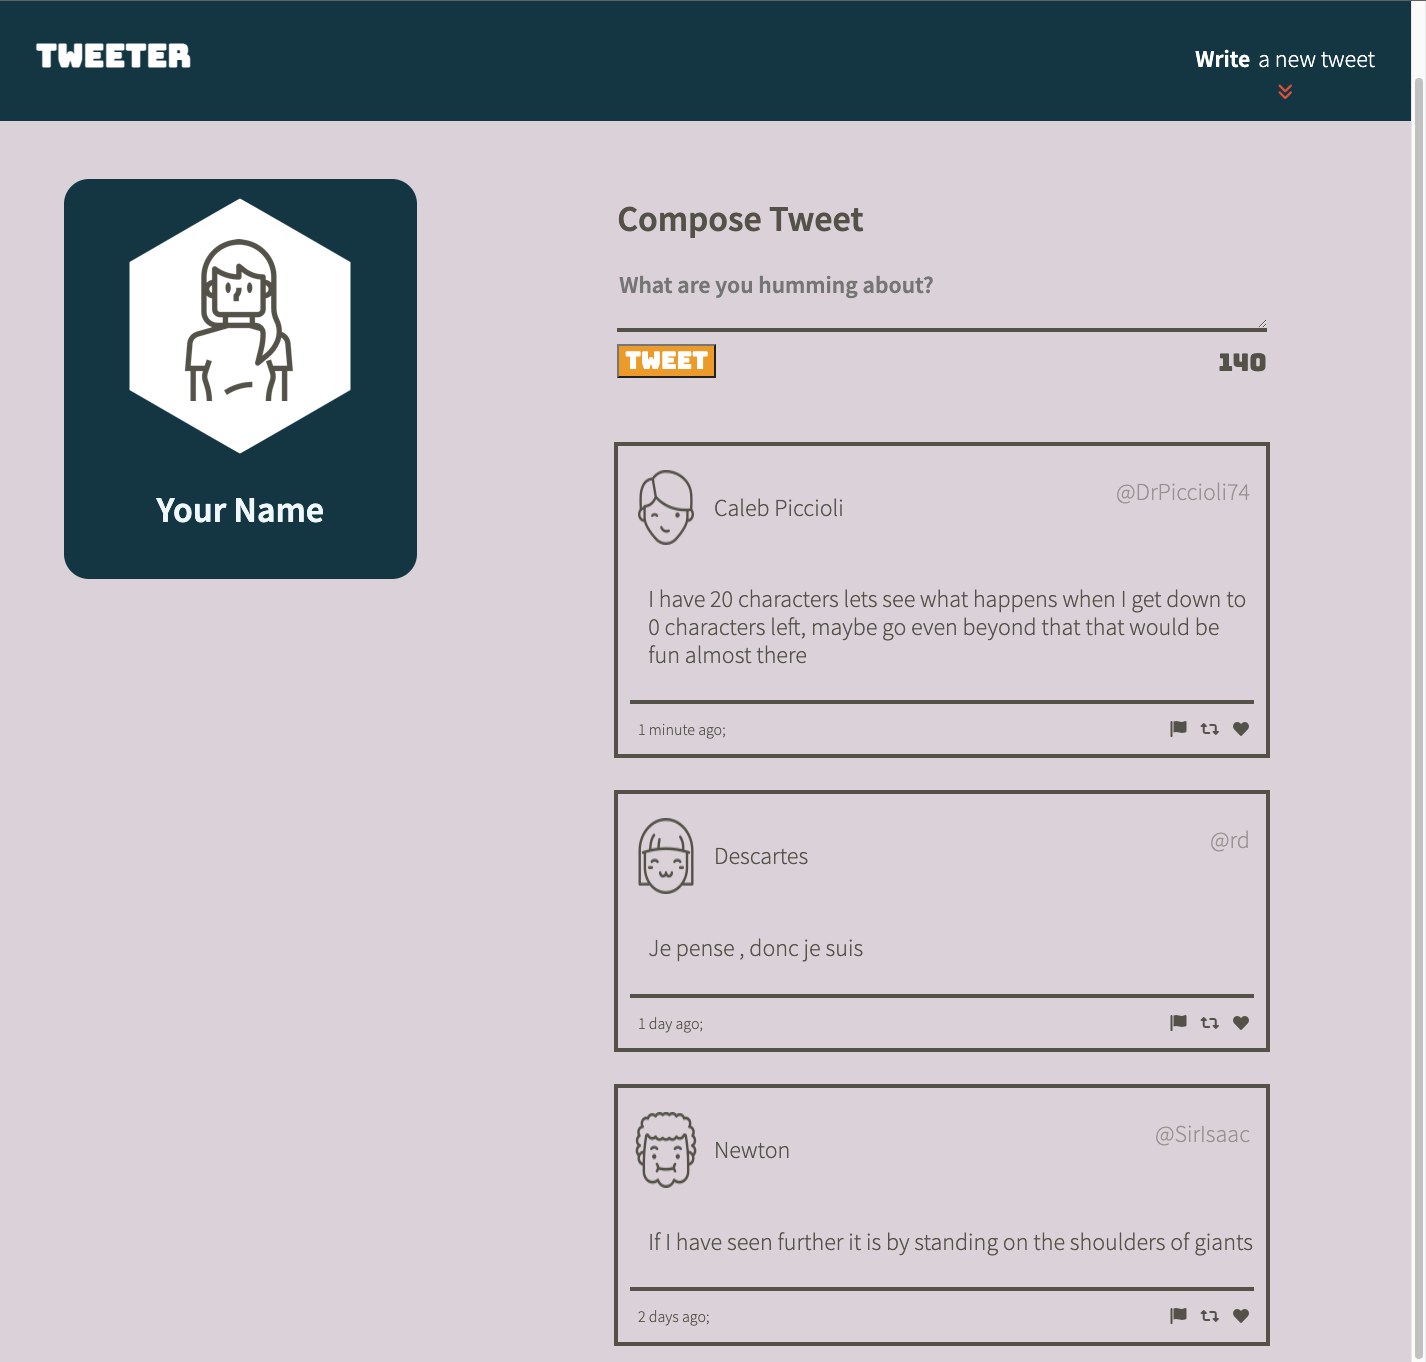 TWEETER
Write a new tweet
Your Name
Compose Tweet
What are you humming about?
TWEET
140
Caleb Piccioli
@DrPiccioli74
I have 20 characters lets see what happens when I get down to
0 characters left, maybe go even beyond that that would be
fun almost there
1 minute ago;
Descartes
@rd
Je pense , donc je suis
1 day ago;
Newton
@SirIsaac
If I have seen further it is by standing on the shoulders of giants
2 days ago;